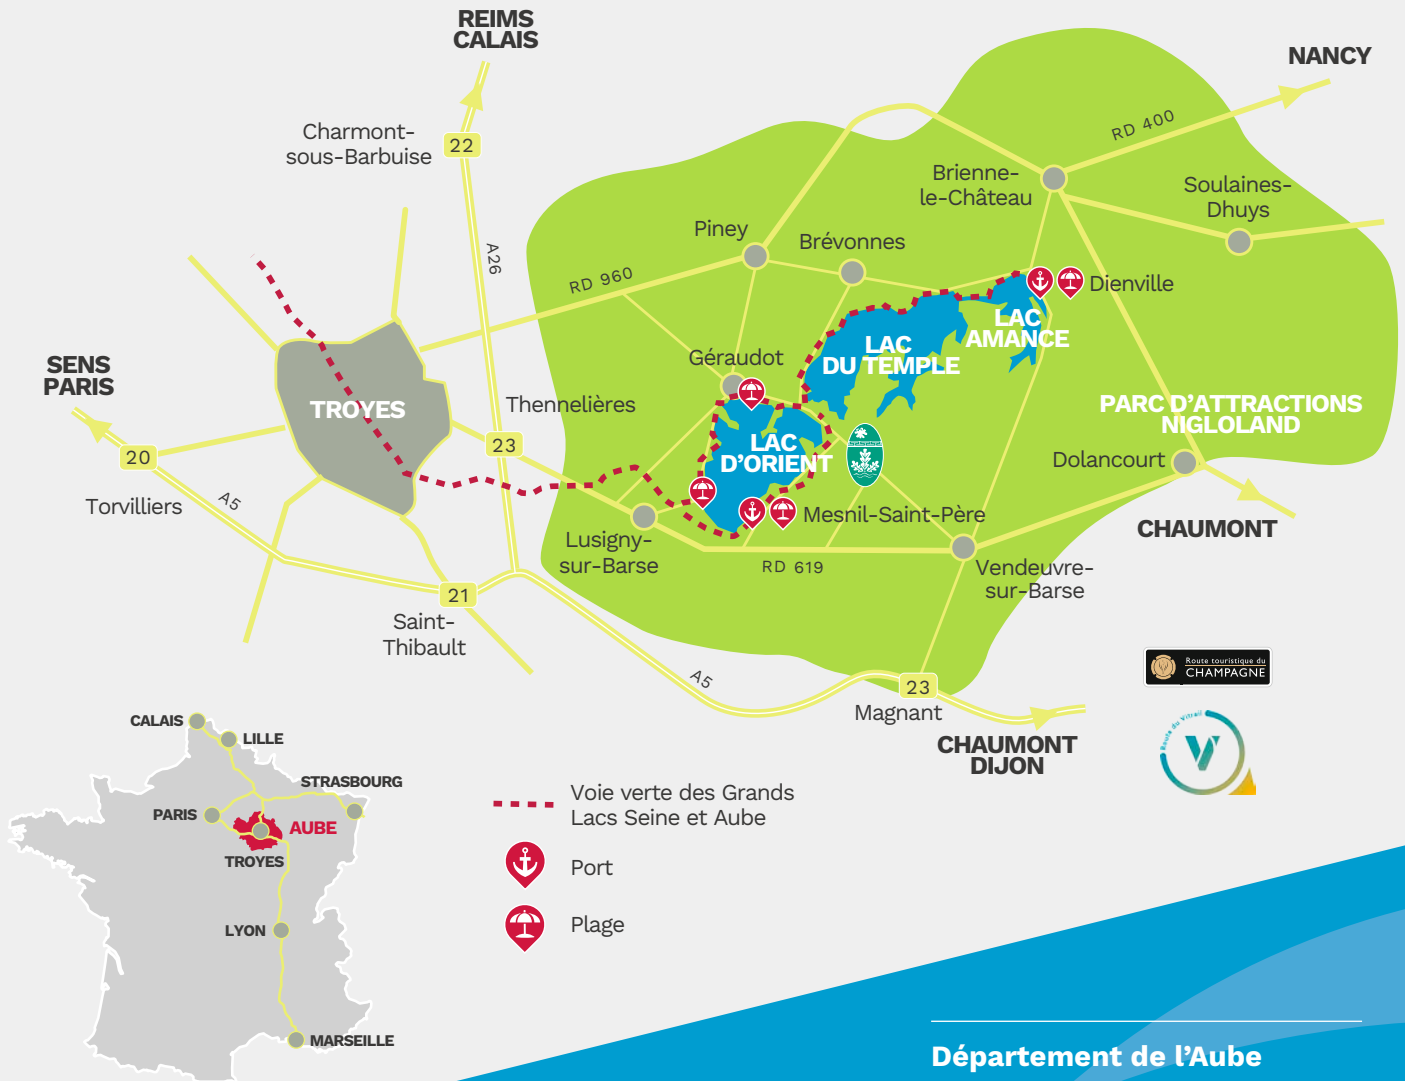 REIMS
CALAIS
NANCY
Charmont-
sous-Barbuise
22
RD 400
Brienne-
le-Château
Soulaines-
Dhuys
Piney
Brévonnes
A26
RD 960
Dienville
LAC
AMANCE
LAC
DU TEMPLE
SENS
PARIS
Géraudot
TROYES
Thennelières
PARC D'ATTRACTIONS
NIGLOLAND
23
20
LAC
D'ORIENT
Dolancourt
Torvilliers
A5
Mesnil-Saint-Père
CHAUMONT
Lusigny-
sur-Barse
RD 619
Vendeuvre-
sur-Barse
21
Saint-
Thibault
A5
23
Magnant
CHAUMONT
DIJON
Route touristique du
CHAMPAGNE
Route du Vitrail
V
CALAIS
LILLE
STRASBOURG
PARIS
AUBE
TROYES
LYON
MARSEILLE
Voie verte des Grands
Lacs Seine et Aube
Port
Plage
Département de l'Aube